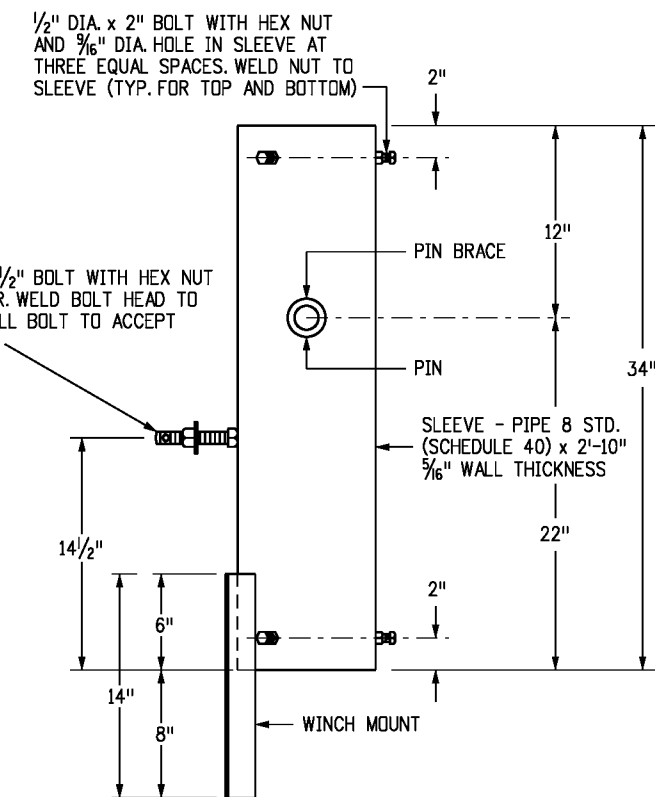 ½" DIA. x 2" BOLT WITH HEX NUT
AND 9⁄16" DIA. HOLE IN SLEEVE AT
THREE EQUAL SPACES. WELD NUT TO
SLEEVE (TYP. FOR TOP AND BOTTOM)
2"
12"
PIN BRACE
½" BOLT WITH HEX NUT
R. WELD BOLT HEAD TO
LL BOLT TO ACCEPT
PIN
34"
SLEEVE - PIPE 8 STD.
(SCHEDULE 40) x 2'-10"
5⁄16" WALL THICKNESS
14½"
22"
2"
6"
14"
8"
WINCH MOUNT